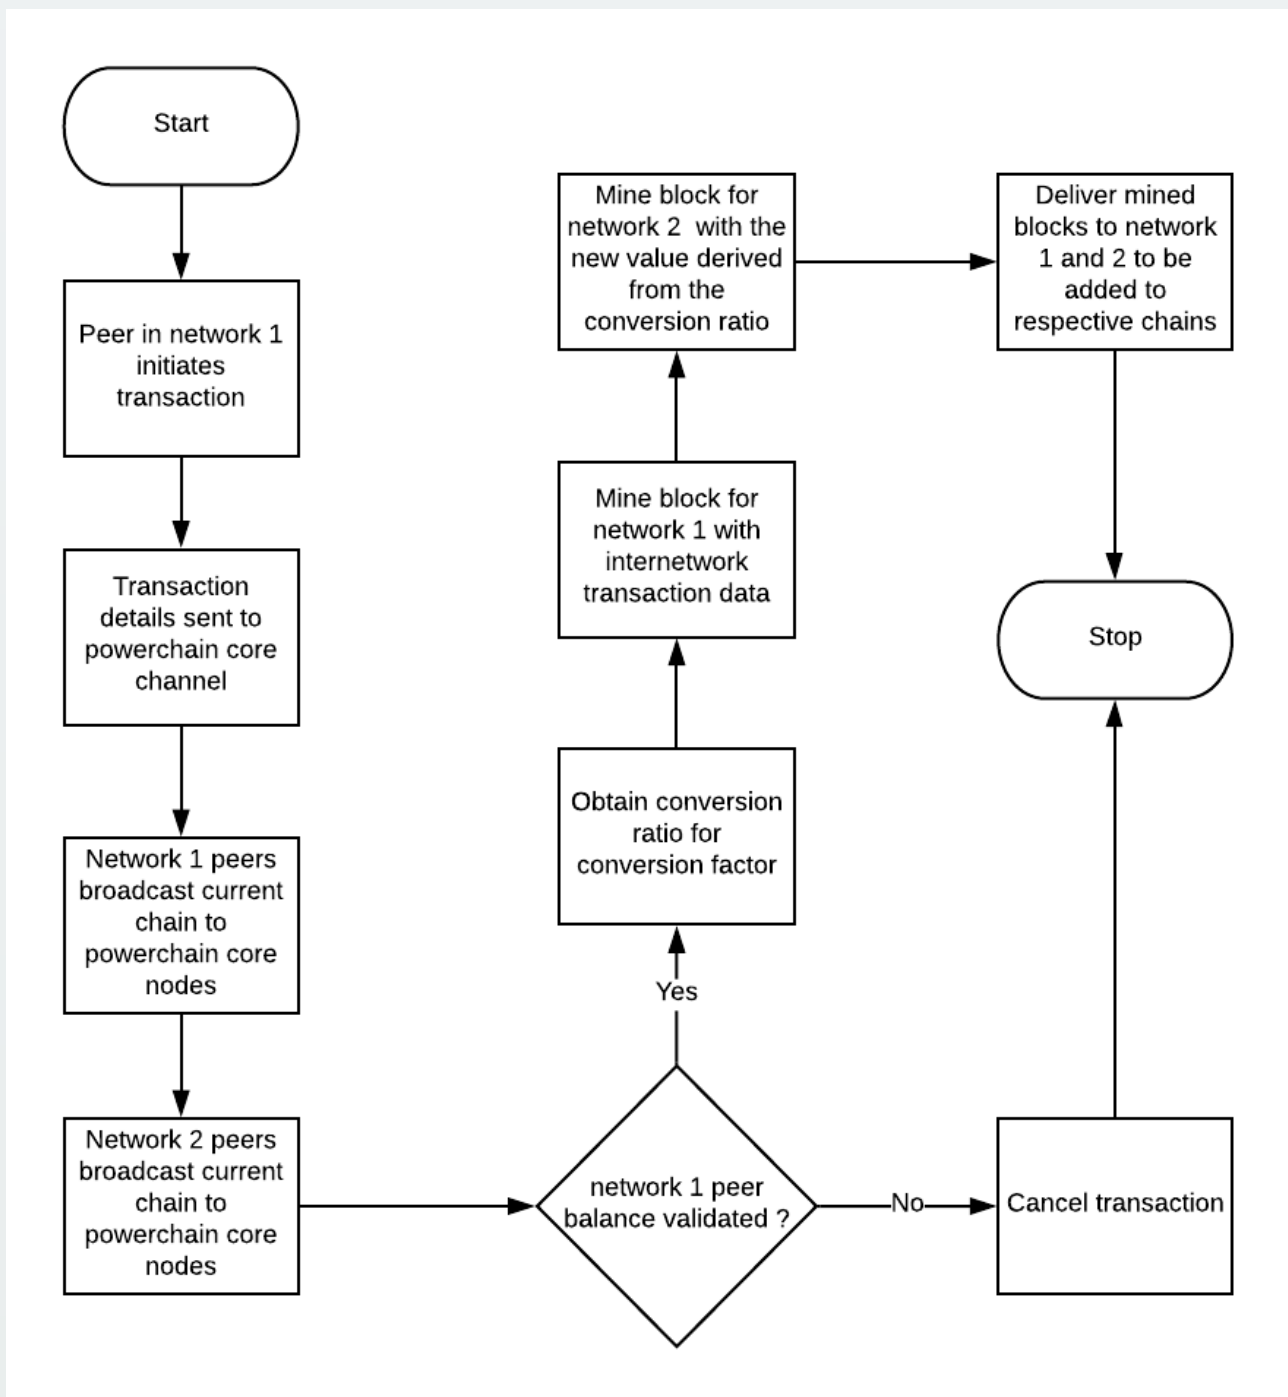 Start
Peer in network 1
initiates
transaction
Transaction
details sent to
powerchain core
channel
Network 1 peers
broadcast current
chain to
powerchain core
nodes
Network 2 peers
broadcast current
chain to
powerchain core
nodes
network 1 peer
balance validated ?
Yes
Obtain conversion
ratio for
conversion factor
Mine block for
network 1 with
internetwork
transaction data
Mine block for
network 2 with the
new value derived
from the
conversion ratio
Deliver mined
blocks to network
1 and 2 to be
added to
respective chains
No
Cancel transaction
Stop